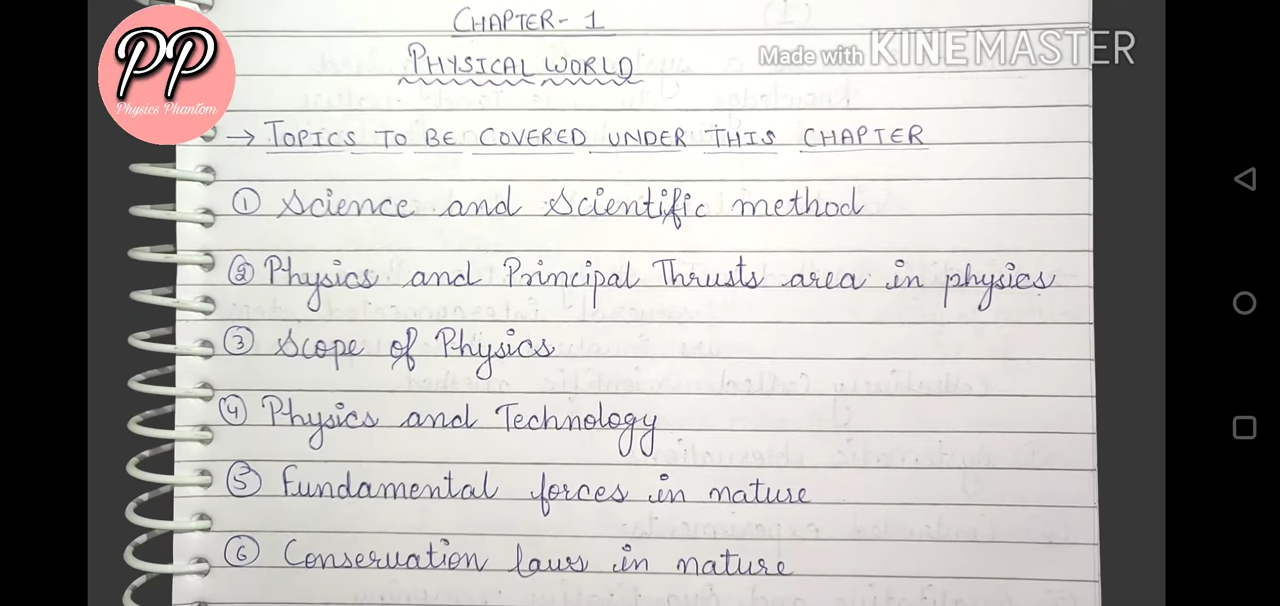 CHAPTER- 1
PHYSICAL WORLD
PP
Physics Phantom
Made with KINEMASTER
→ TOPICS TO BE COVERED UNDER THIS CHAPTER
① Science and Scientific method
② Physics and Principal Thrusts area in physics
③ Scope of Physics
④ Physics and Technology
⑤ Fundamental forces in nature
⑥ Conservation laws in nature